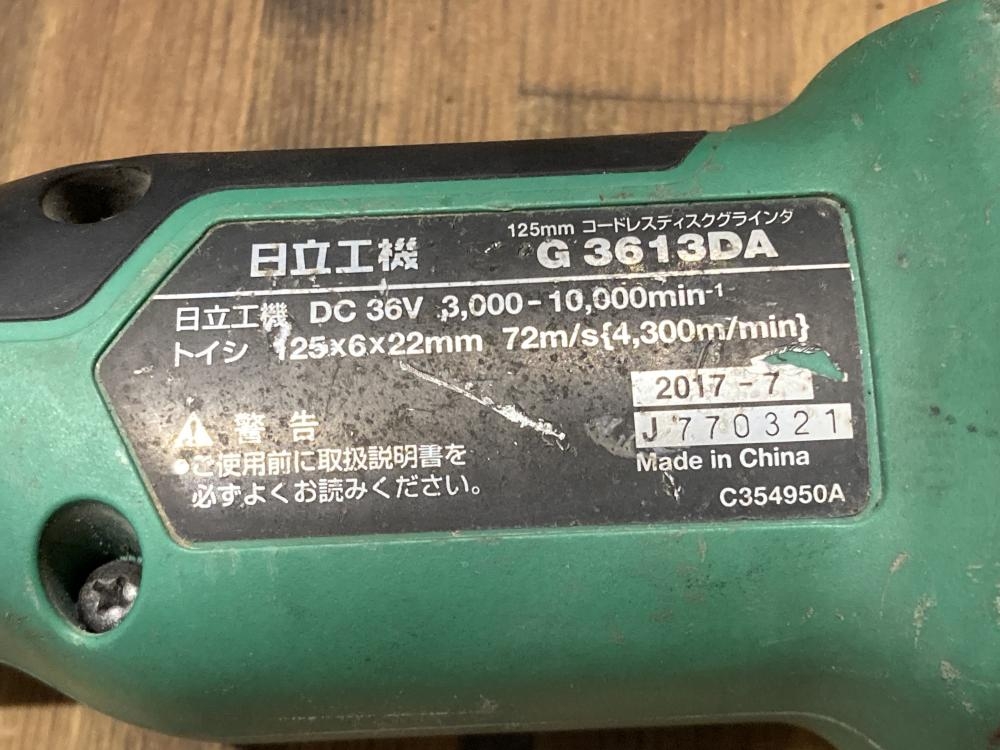 125mm コードレスディスクグラインダ
日立工機 G 3613DA
日立工機 DC 36V 3,000-10,000min-1
トイシ 125×6×22mm 72m/s{4,300m/min}
2017-7
J770321
Made in China
C354950A
警告
●ご使用前に取扱説明書を
必ずよくお読みください。